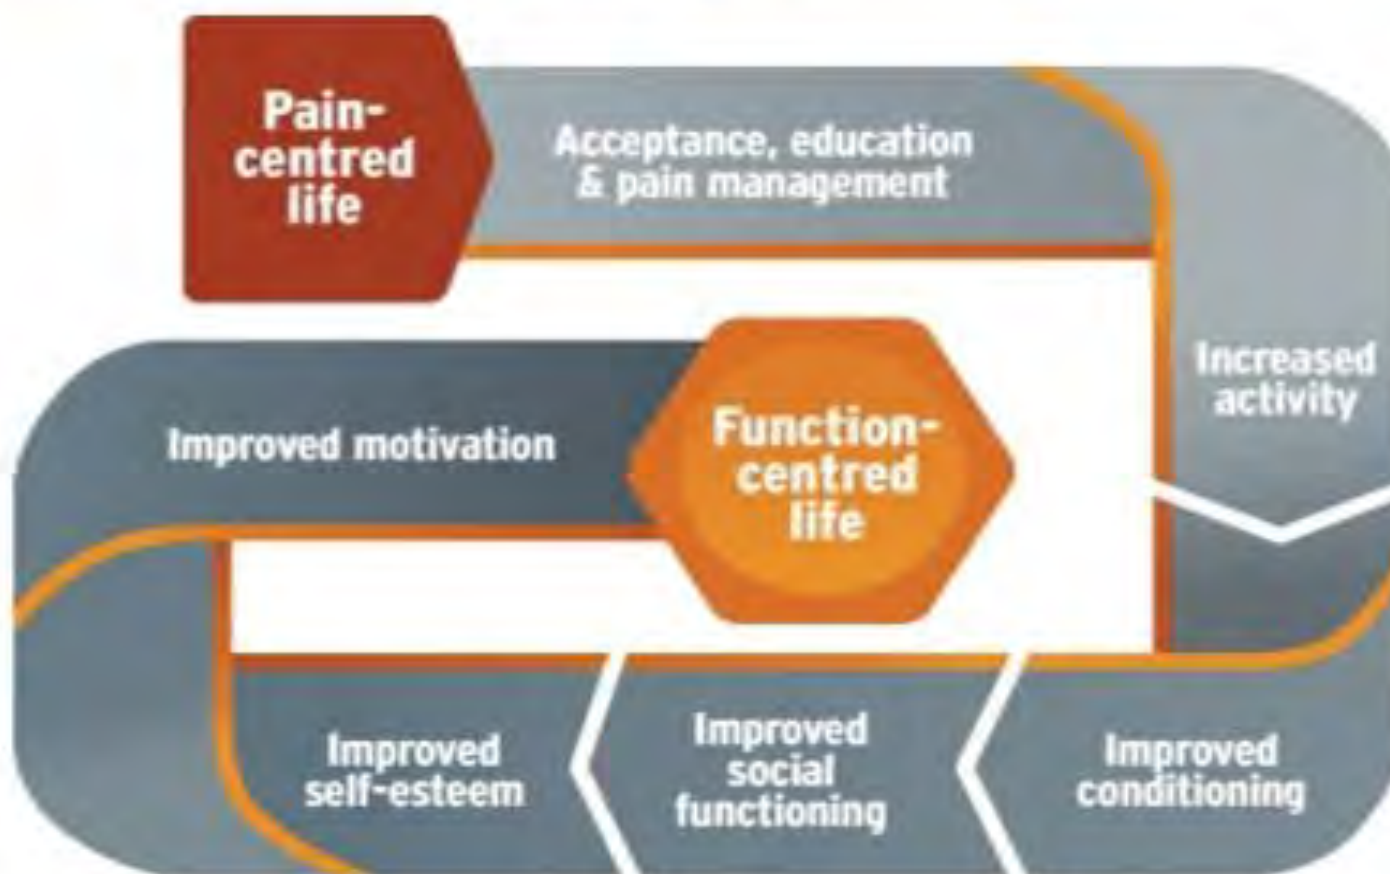 Pain-
centred
life
Acceptance, education
& pain management
Increased
activity
Improved
conditioning
Improved
social
functioning
Improved
self-esteem
Improved motivation
Function-
centred
life